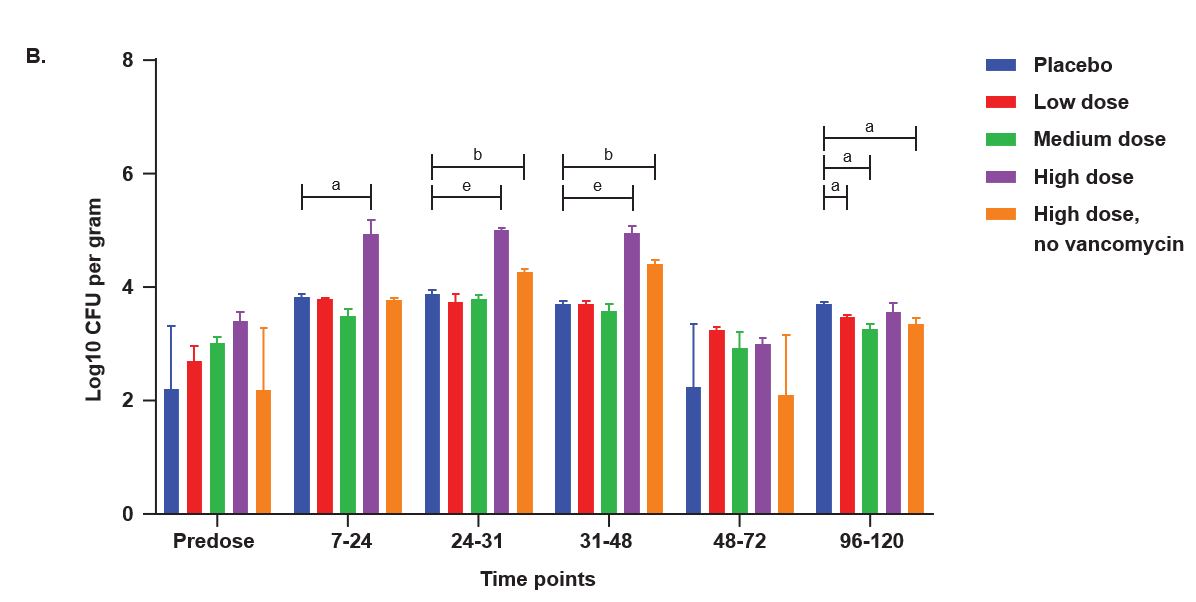 B.
8
6
4
2
0
Log10 CFU per gram
a
b
e
b
e
a
a
a
Predose
7-24
24-31
31-48
48-72
96-120
Time points
Placebo
Low dose
Medium dose
High dose
High dose,
no vancomycin